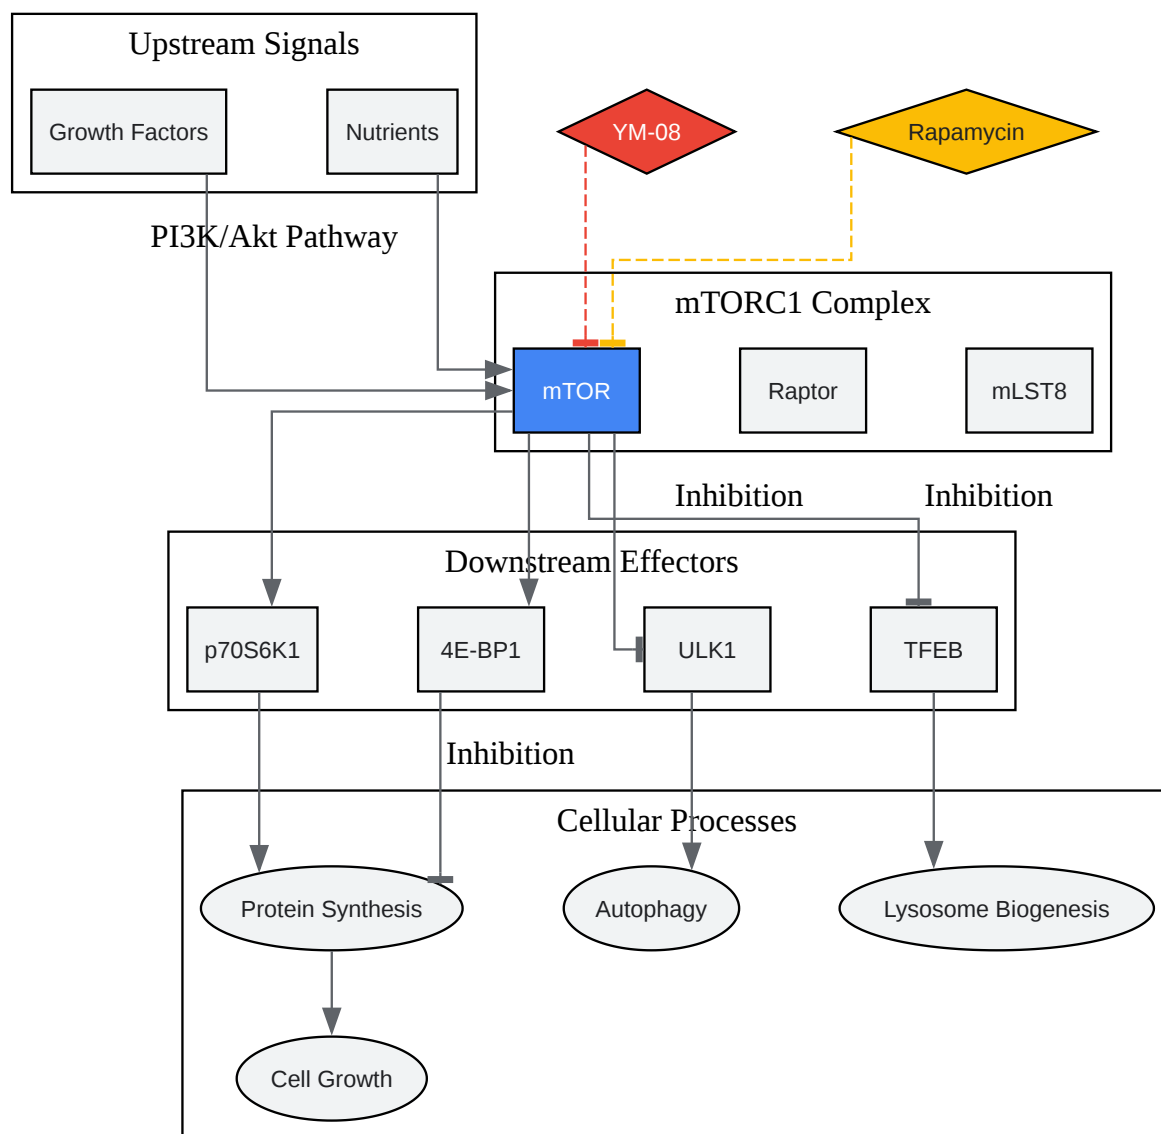 Upstream Signals
Growth Factors
Nutrients
YM-08
Rapamycin
PI3K/Akt Pathway
mTORC1 Complex
mTOR
Raptor
mLST8
Inhibition
Inhibition
Downstream Effectors
p70S6K1
4E-BP1
ULK1
TFEB
Inhibition
Cellular Processes
Protein Synthesis
Autophagy
Lysosome Biogenesis
Cell Growth